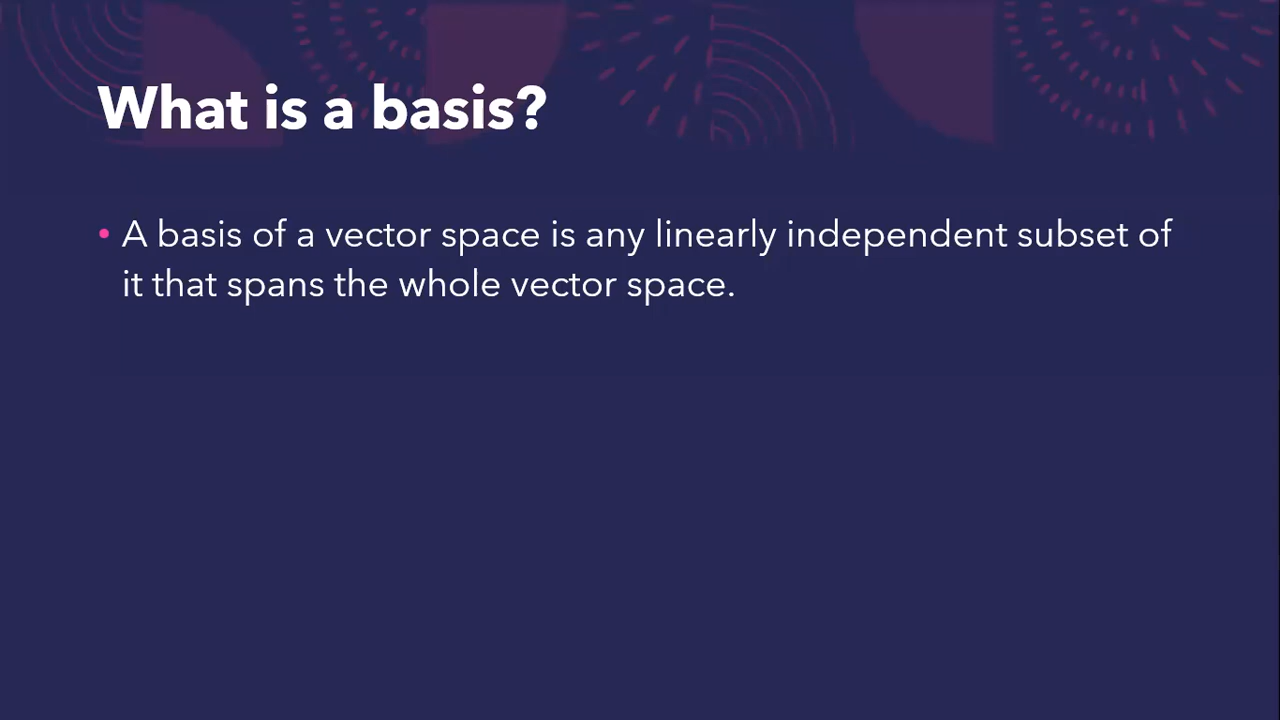 What is a basis?
• A basis of a vector space is any linearly independent subset of
it that spans the whole vector space.